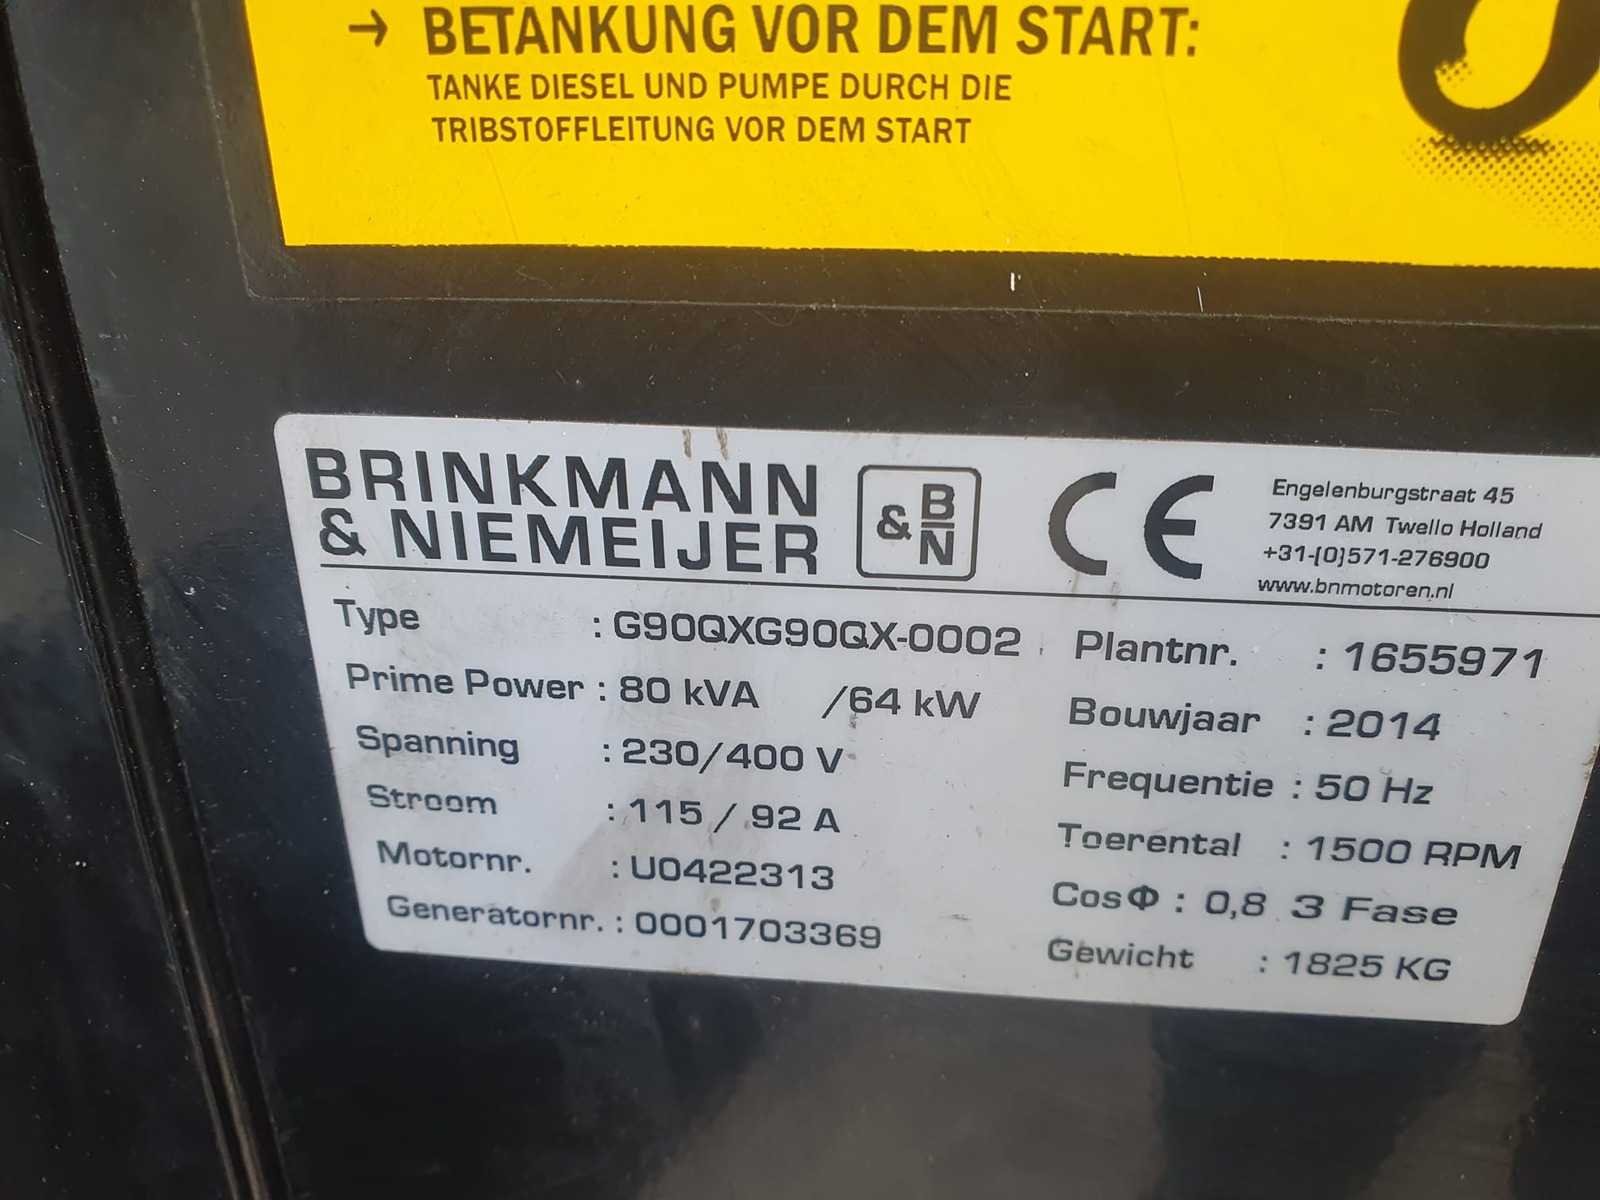 → BETANKUNG VOR DEM START:
TANKE DIESEL UND PUMPE DURCH DIE
TRIBSTOFFLEITUNG VOR DEM START
BRINKMANN
& NIEMEIJER
& B
N
CE
Engelenburgstraat 45
7391 AM Twello Holland
+31-(0)571-276900
www.bnmotoren.nl
Type : G90QXG90QX-0002
Prime Power : 80 kVA /64 kW
Spanning : 230/400 V
Stroom : 115 / 92 A
Motornr. : U0422313
Generatornr. : 0001703369
Plantnr. : 1655971
Bouwjaar : 2014
Frequentie : 50 Hz
Toerental : 1500 RPM
CosΦ : 0,8 3 Fase
Gewicht : 1825 KG